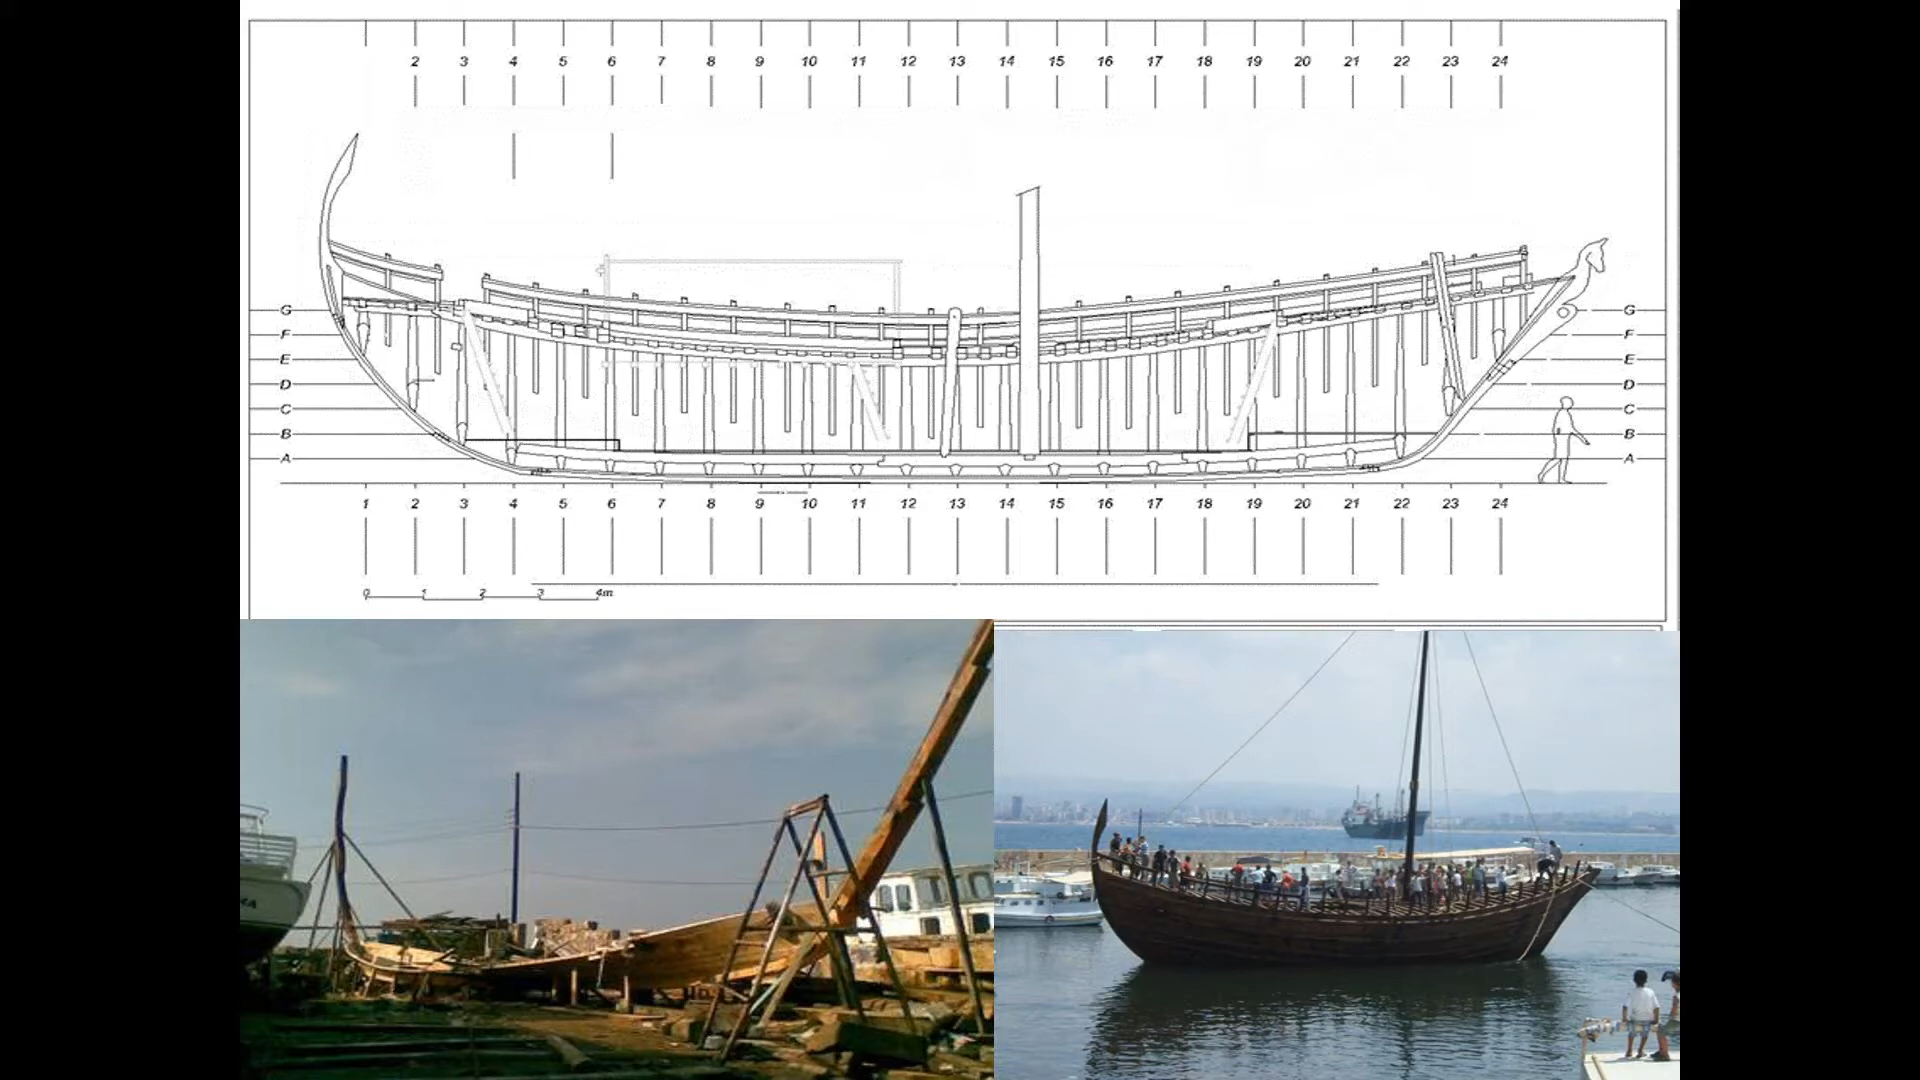 2 3 4 5 6 7 8 9 10 11 12 13 14 15 16 17 18 19 20 21 22 23 24
G G
F F
E E
D D
C C
B B
A A
1 2 3 4 5 6 7 8 9 10 11 12 13 14 15 16 17 18 19 20 21 22 23 24
0 1 2 3 4m